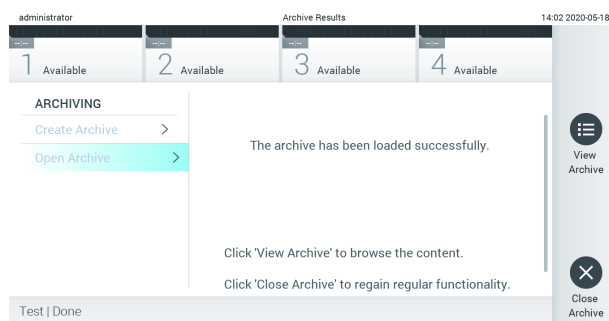 administrator
Archive Results
14:02 2020-05-18
--:--
--:--
--:--
--:--
1 Available
2 Available
3 Available
4 Available
ARCHIVING
Create Archive
Open Archive
The archive has been loaded successfully.
Click 'View Archive' to browse the content.
Click 'Close Archive' to regain regular functionality.
View
Archive
Close
Archive
Test | Done